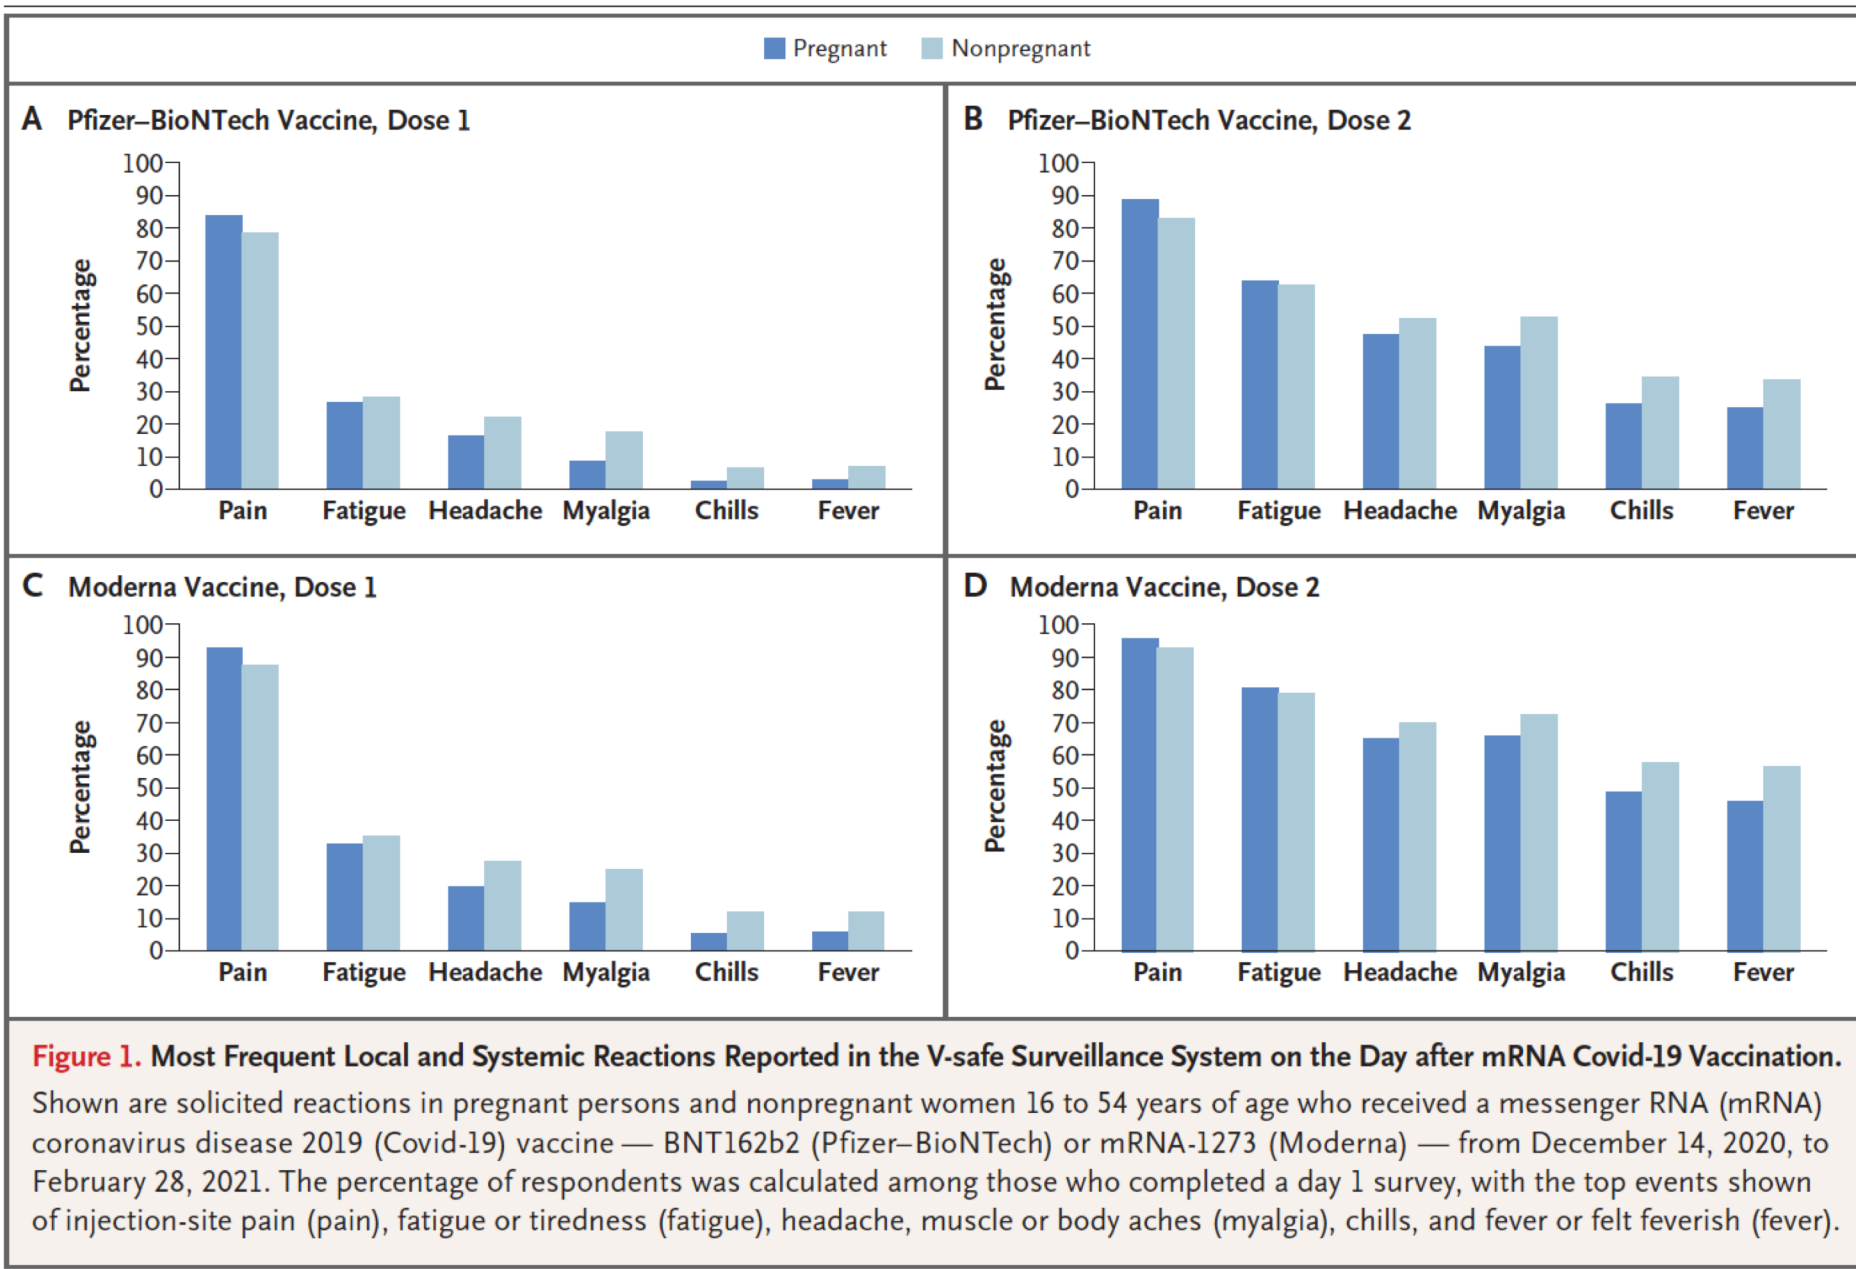 Pregnant Nonpregnant
A Pfizer–BioNTech Vaccine, Dose 1
Percentage
100
90
80
70
60
50
40
30
20
10
0
Pain Fatigue Headache Myalgia Chills Fever
B Pfizer–BioNTech Vaccine, Dose 2
Percentage
100
90
80
70
60
50
40
30
20
10
0
Pain Fatigue Headache Myalgia Chills Fever
C Moderna Vaccine, Dose 1
Percentage
100
90
80
70
60
50
40
30
20
10
0
Pain Fatigue Headache Myalgia Chills Fever
D Moderna Vaccine, Dose 2
Percentage
100
90
80
70
60
50
40
30
20
10
0
Pain Fatigue Headache Myalgia Chills Fever
Figure 1. Most Frequent Local and Systemic Reactions Reported in the V-safe Surveillance System on the Day after mRNA Covid-19 Vaccination.
Shown are solicited reactions in pregnant persons and nonpregnant women 16 to 54 years of age who received a messenger RNA (mRNA)
coronavirus disease 2019 (Covid-19) vaccine — BNT162b2 (Pfizer–BioNTech) or mRNA-1273 (Moderna) — from December 14, 2020, to
February 28, 2021. The percentage of respondents was calculated among those who completed a day 1 survey, with the top events shown
of injection-site pain (pain), fatigue or tiredness (fatigue), headache, muscle or body aches (myalgia), chills, and fever or felt feverish (fever).